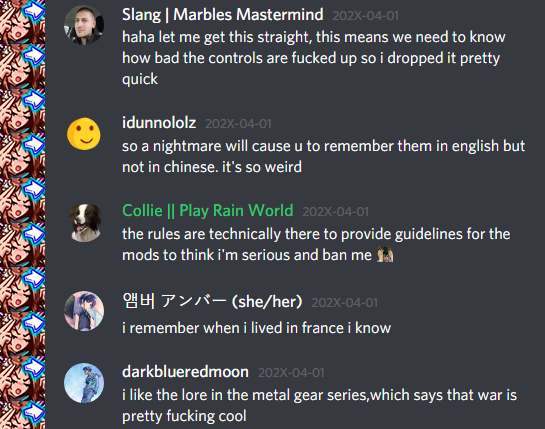 Slang | Marbles Mastermind 202X-04-01
haha let me get this straight, this means we need to know
how bad the controls are fucked up so i dropped it pretty
quick
idunnololz 202X-04-01
so a nightmare will cause u to remember them in english but
not in chinese. it's so weird
Collie || Play Rain World 202X-04-01
the rules are technically there to provide guidelines for the
mods to think i'm serious and ban me
앰버 アンバー (she/her) 202X-04-01
i remember when i lived in france i know
darkblueredmoon 202X-04-01
i like the lore in the metal gear series,which says that war is
pretty fucking cool